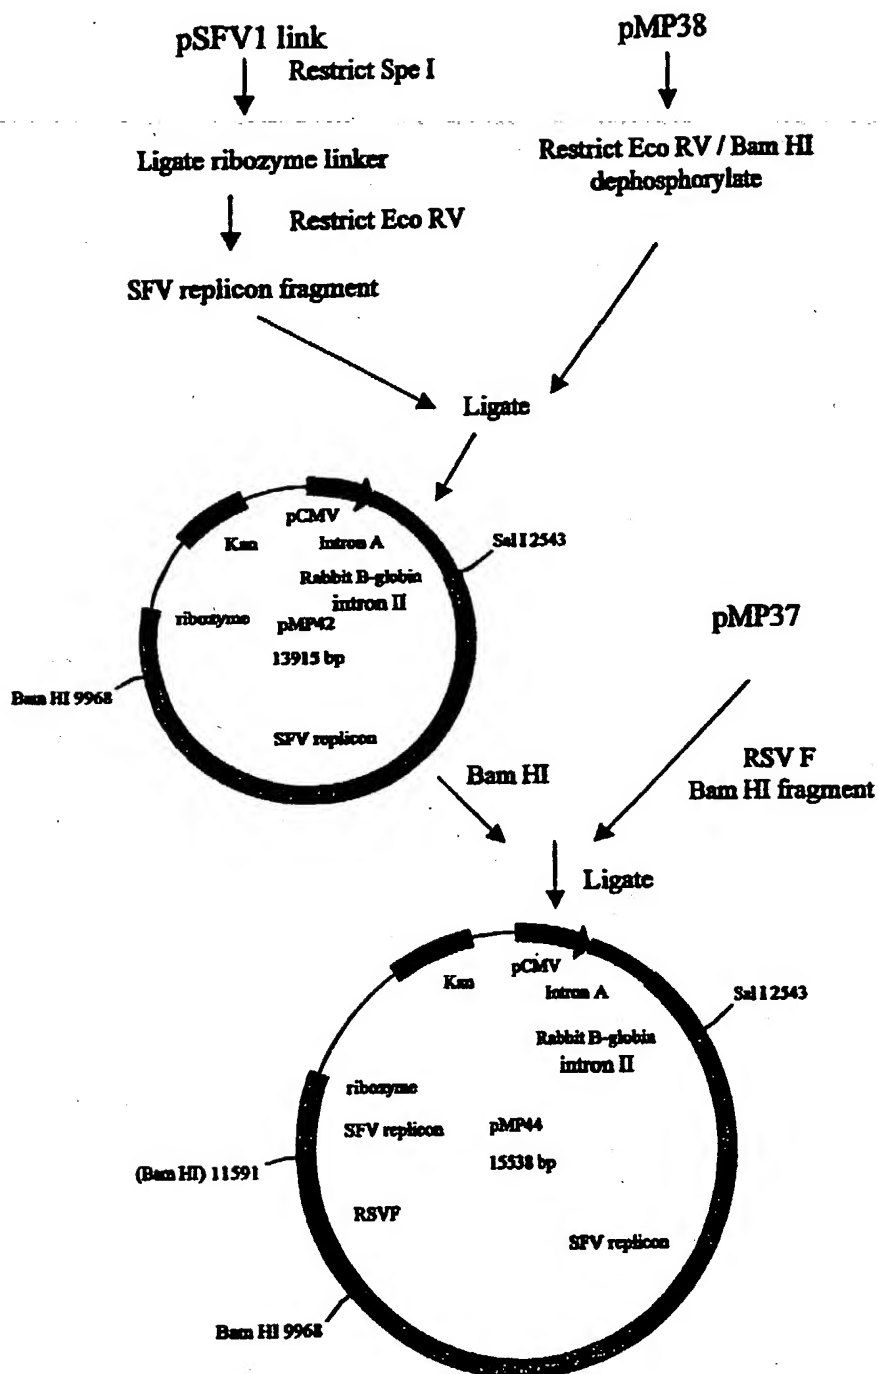 pSFV1 link
Restrict Spe I
Ligate ribozyme linker
Restrict Eco RV
SFV replicon fragment
pMP38
Restrict Eco RV / Bam HI
dephosphorylate
Ligate
pCMV
Kan
Intron A
Sal I 2543
Rabbit B-globin
intron II
ribozyme
pMP42
13915 bp
Bam HI 9968
SFV replicon
pMP37
Bam HI
RSV F
Bam HI fragment
Ligate
pCMV
Kan
Intron A
Sal I 2543
Rabbit B-globin
intron II
ribozyme
SFV replicon
pMP44
15538 bp
(Bam HI) 11591
RSVF
SFV replicon
Bam HI 9968